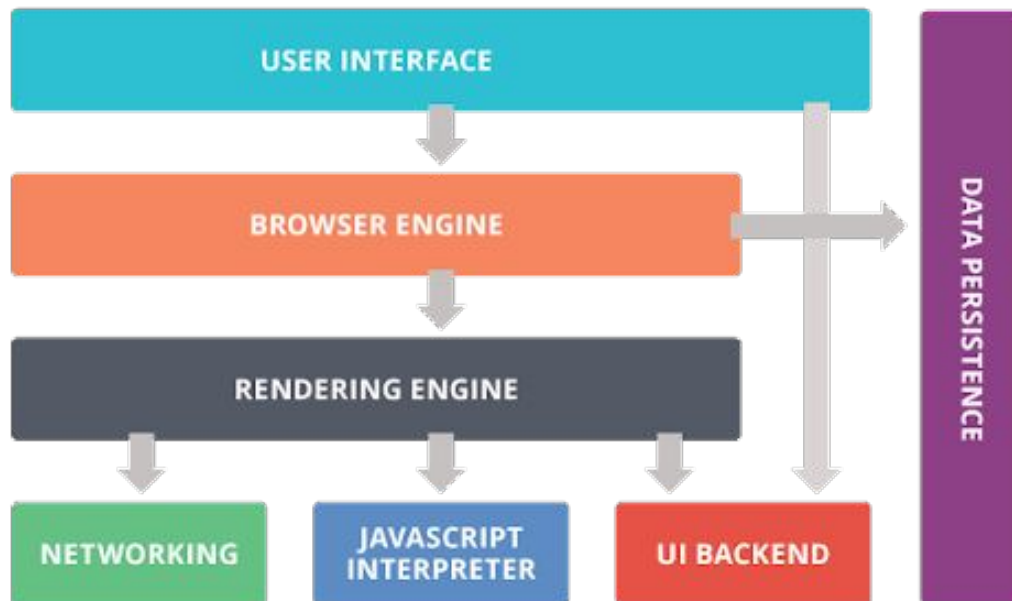 USER INTERFACE
BROWSER ENGINE
RENDERING ENGINE
NETWORKING
JAVASCRIPT
INTERPRETER
UI BACKEND
DATA PERSISTENCE